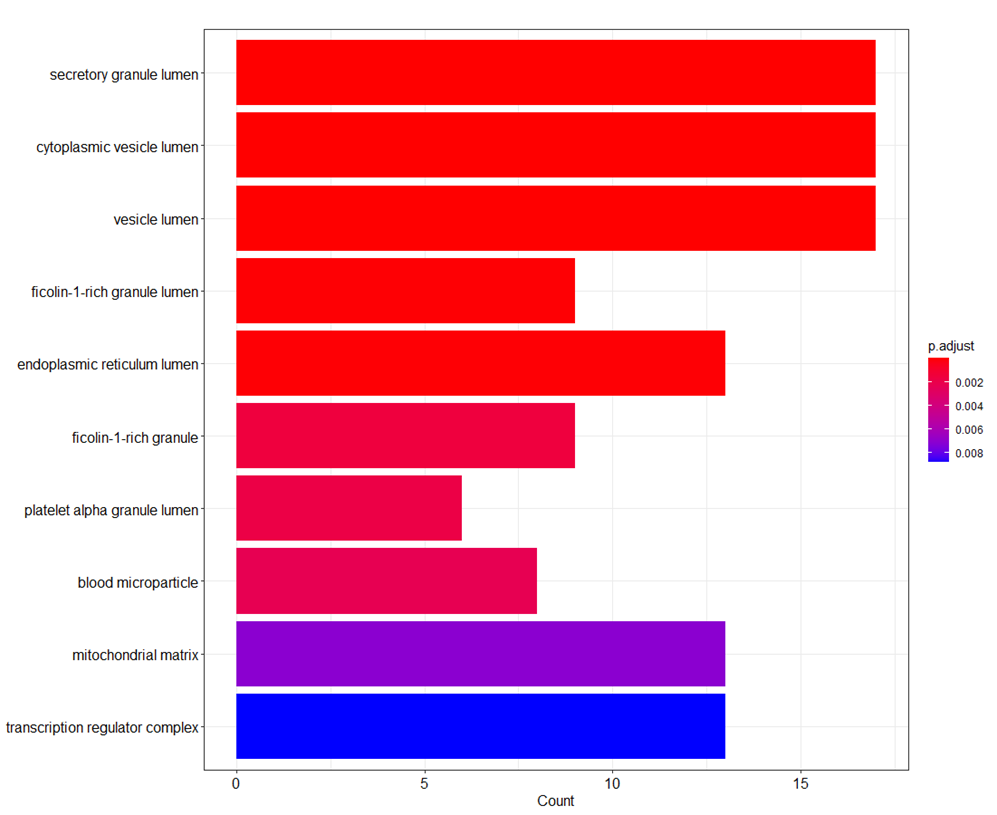 secretory granule lumen
cytoplasmic vesicle lumen
vesicle lumen
ficolin-1-rich granule lumen
endoplasmic reticulum lumen
ficolin-1-rich granule
platelet alpha granule lumen
blood microparticle
mitochondrial matrix
transcription regulator complex
0 5 10 15
Count
p.adjust
0.002
0.004
0.006
0.008